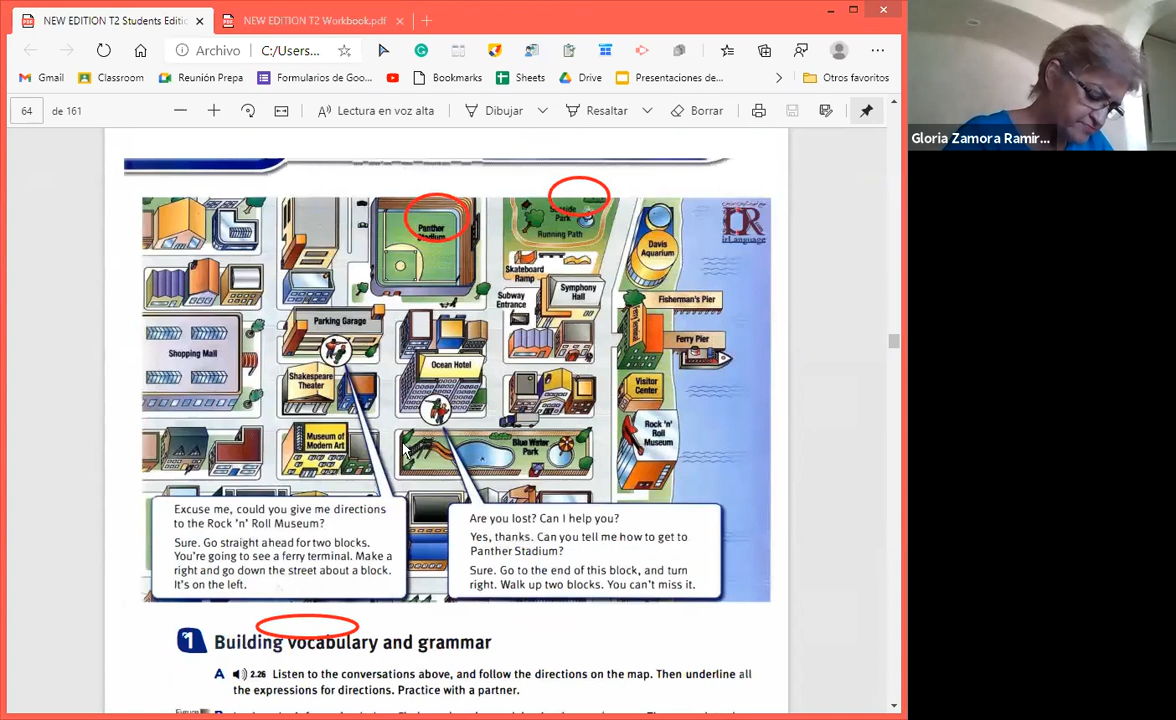 NEW EDITION T2 Students Editic
NEW EDITION T2 Workbook.pdf
Archivo
C:/Users...
Gmail
Classroom
Reunión Prepa
Formularios de Goo...
Bookmarks
Sheets
Drive
Presentaciones de...
Otros favoritos
64
de 161
Lectura en voz alta
Dibujar
Resaltar
Borrar
Gloria Zamora Ramir...
Panther
Park
Running Path
Davis
Aquarium
IR
irLanguage
Skateboard
Ramp
Symphony
Hall
Subway
Entrance
Fisherman's Pier
Parking Garage
Ferry Terminal
Ferry Pier
Shopping Mall
Ocean Hotel
Shakespeare
Theater
Visitor
Center
Rock 'n'
Roll
Museum
Museum of
Modern Art
Blue Water
Park
Excuse me, could you give me directions
to the Rock 'n' Roll Museum?
Sure. Go straight ahead for two blocks.
You're going to see a ferry terminal. Make a
right and go down the street about a block.
It's on the left.
Are you lost? Can I help you?
Yes, thanks. Can you tell me how to get to
Panther Stadium?
Sure. Go to the end of this block, and turn
right. Walk up two blocks. You can't miss it.
1 Building vocabulary and grammar
A 2.26 Listen to the conversations above, and follow the directions on the map. Then underline all
the expressions for directions. Practice with a partner.